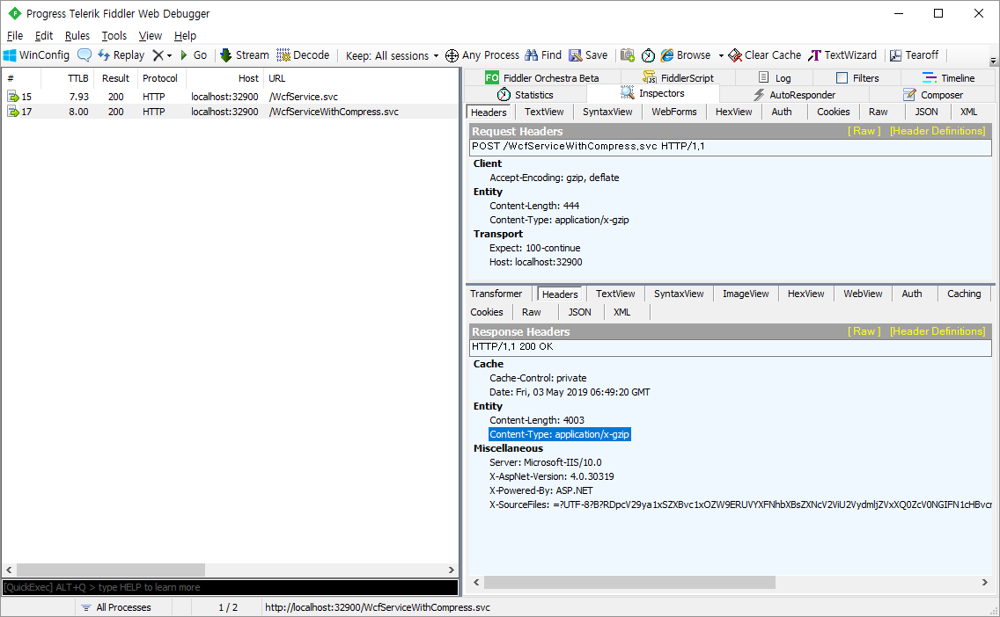 Progress Telerik Fiddler Web Debugger
File Edit Rules Tools View Help
WinConfig Replay Go Stream Decode Keep: All sessions Any Process Find Save Browse Clear Cache TextWizard Tearoff
# TTLB Result Protocol Host URL
15 7.93 200 HTTP localhost:32900 /WcfService.svc
17 8.00 200 HTTP localhost:32900 /WcfServiceWithCompress.svc
[QuickExec] ALT+Q > type HELP to learn more
FO Fiddler Orchestra Beta FiddlerScript Log Filters Timeline
Statistics Inspectors AutoResponder Composer
Headers TextView SyntaxView WebForms HexView Auth Cookies Raw JSON XML
Request Headers [ Raw ] [Header Definitions]
POST /WcfServiceWithCompress.svc HTTP/1.1
Client
Accept-Encoding: gzip, deflate
Entity
Content-Length: 444
Content-Type: application/x-gzip
Transport
Expect: 100-continue
Host: localhost:32900
Transformer Headers TextView SyntaxView ImageView HexView WebView Auth Caching
Cookies Raw JSON XML
Response Headers [ Raw ] [Header Definitions]
HTTP/1.1 200 OK
Cache
Cache-Control: private
Date: Fri, 03 May 2019 06:49:20 GMT
Entity
Content-Length: 4003
Content-Type: application/x-gzip
Miscellaneous
Server: Microsoft-IIS/10.0
X-AspNet-Version: 4.0.30319
X-Powered-By: ASP.NET
X-SourceFiles:
All Processes 1 / 2 http://localhost:32900/WcfServiceWithCompress.svc